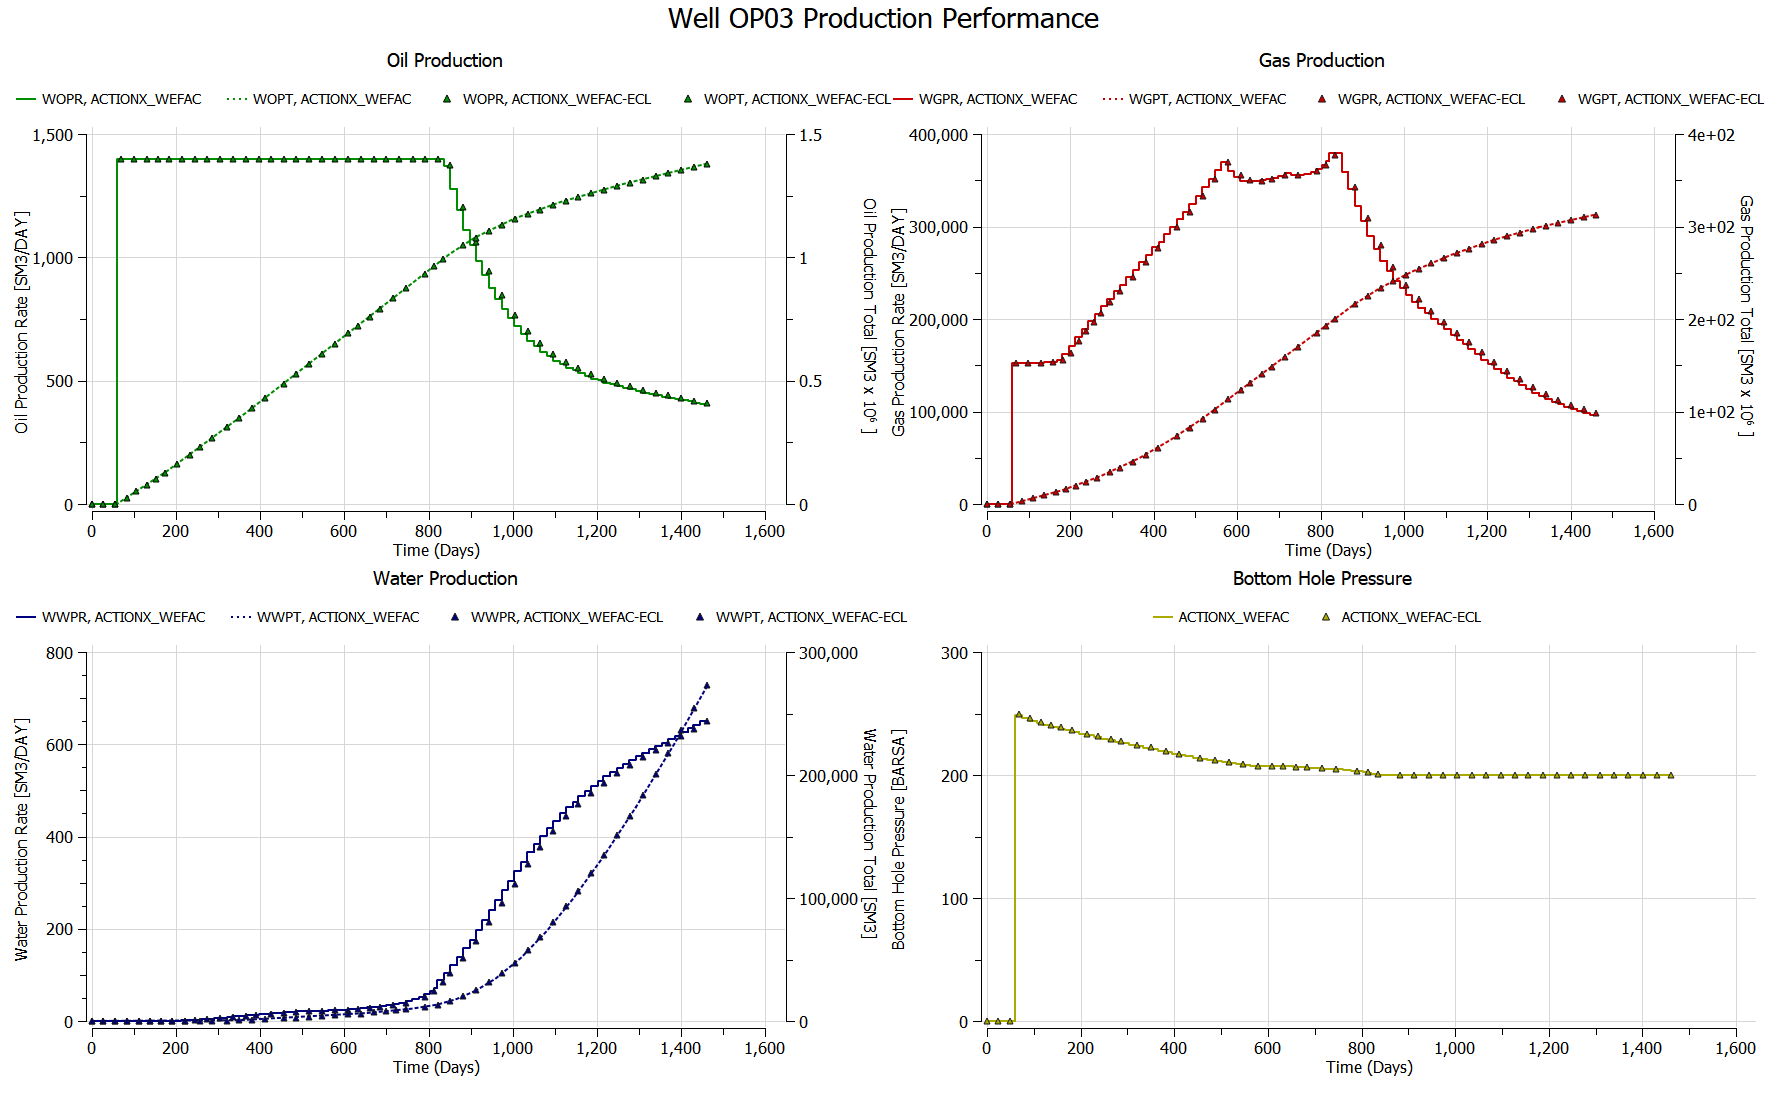 Well OP03 Production Performance
Oil Production
WOPR, ACTIONX_WEFAC
WOPT, ACTIONX_WEFAC
WOPR, ACTIONX_WEFAC-ECL
WOPT, ACTIONX_WEFAC-ECL
1,500
1,000
500
0
1.5
1
0.5
0
Oil Production Rate [SM3/DAY]
Oil Production Total [SM3 x 10⁶ ]
0 200 400 600 800 1,000 1,200 1,400 1,600
Time (Days)
Gas Production
WGPR, ACTIONX_WEFAC
WGPT, ACTIONX_WEFAC
WGPR, ACTIONX_WEFAC-ECL
WGPT, ACTIONX_WEFAC-ECL
400,000
300,000
200,000
100,000
0
4e+02
3e+02
2e+02
1e+02
0
Gas Production Rate [SM3/DAY]
Gas Production Total [SM3 x 10⁶ ]
0 200 400 600 800 1,000 1,200 1,400 1,600
Time (Days)
Water Production
WWPR, ACTIONX_WEFAC
WWPT, ACTIONX_WEFAC
WWPR, ACTIONX_WEFAC-ECL
WWPT, ACTIONX_WEFAC-ECL
800
600
400
200
0
300,000
200,000
100,000
0
Water Production Rate [SM3/DAY]
Water Production Total [SM3]
0 200 400 600 800 1,000 1,200 1,400 1,600
Time (Days)
Bottom Hole Pressure
ACTIONX_WEFAC
ACTIONX_WEFAC-ECL
300
200
100
0
Bottom Hole Pressure [BARSA]
0 200 400 600 800 1,000 1,200 1,400 1,600
Time (Days)